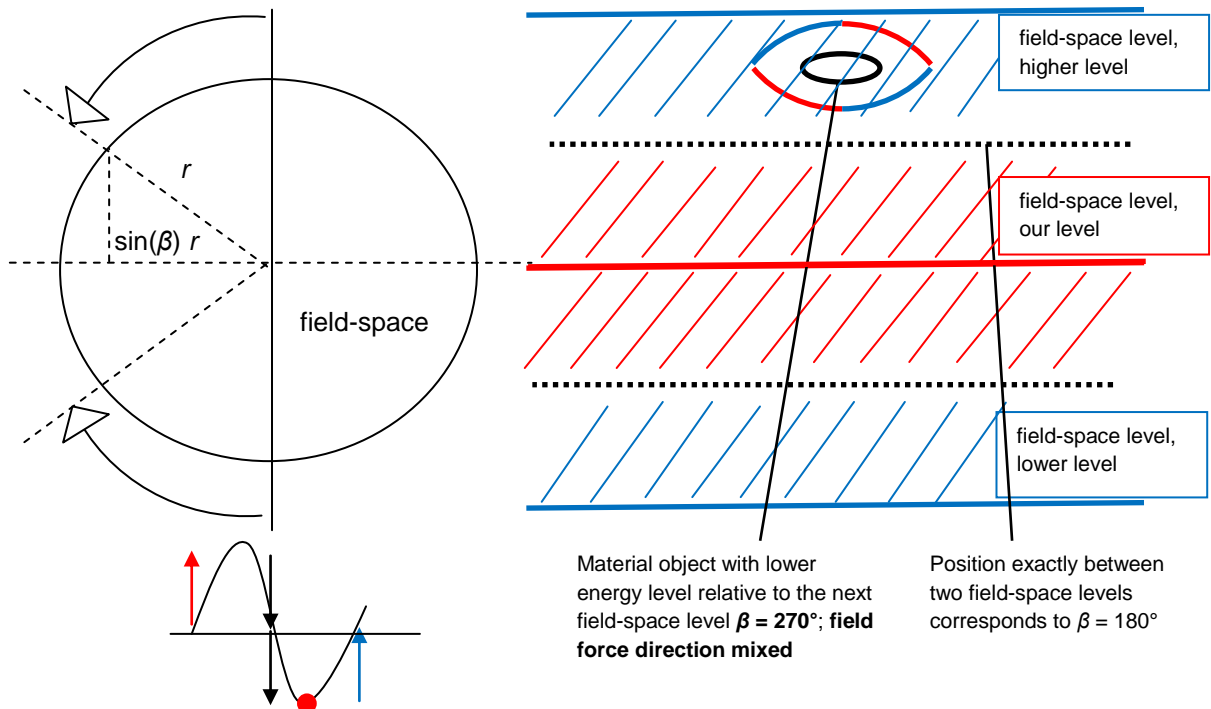 r
sin(β) r
field-space
field-space level,
higher level
field-space level,
our level
field-space level,
lower level
Material object with lower
energy level relative to the next
field-space level β = 270°; field
force direction mixed
Position exactly between
two field-space levels
corresponds to β = 180°